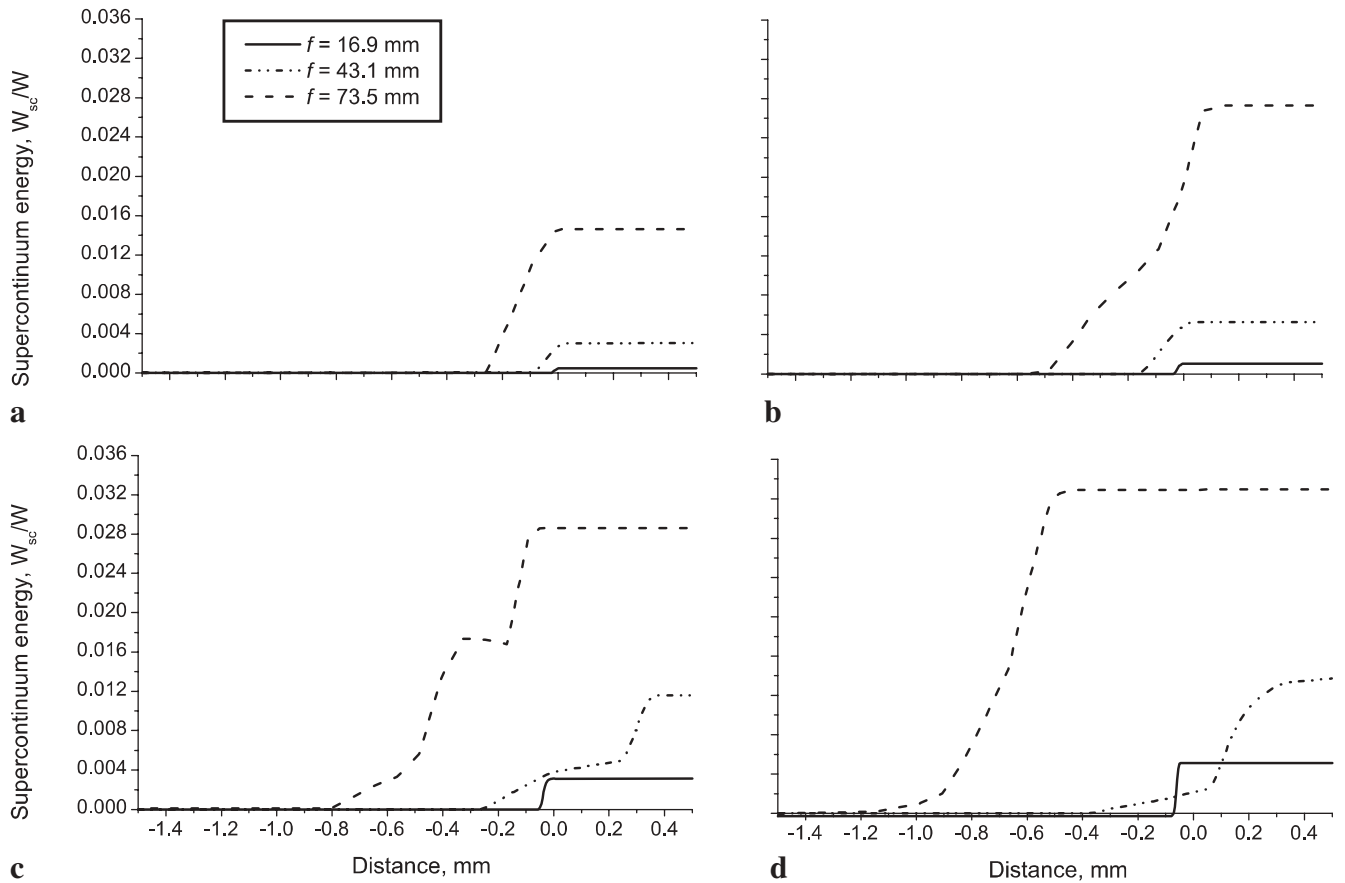 0.036
0.032
0.028
0.024
0.020
0.016
0.012
0.008
0.004
0.000
Supercontinuum energy, Wsc/W
f = 16.9 mm
f = 43.1 mm
f = 73.5 mm
a
b
0.036
0.032
0.028
0.024
0.020
0.016
0.012
0.008
0.004
0.000
Supercontinuum energy, Wsc/W
-1.4 -1.2 -1.0 -0.8 -0.6 -0.4 -0.2 0.0 0.2 0.4
Distance, mm
c
-1.4 -1.2 -1.0 -0.8 -0.6 -0.4 -0.2 0.0 0.2 0.4
Distance, mm
d